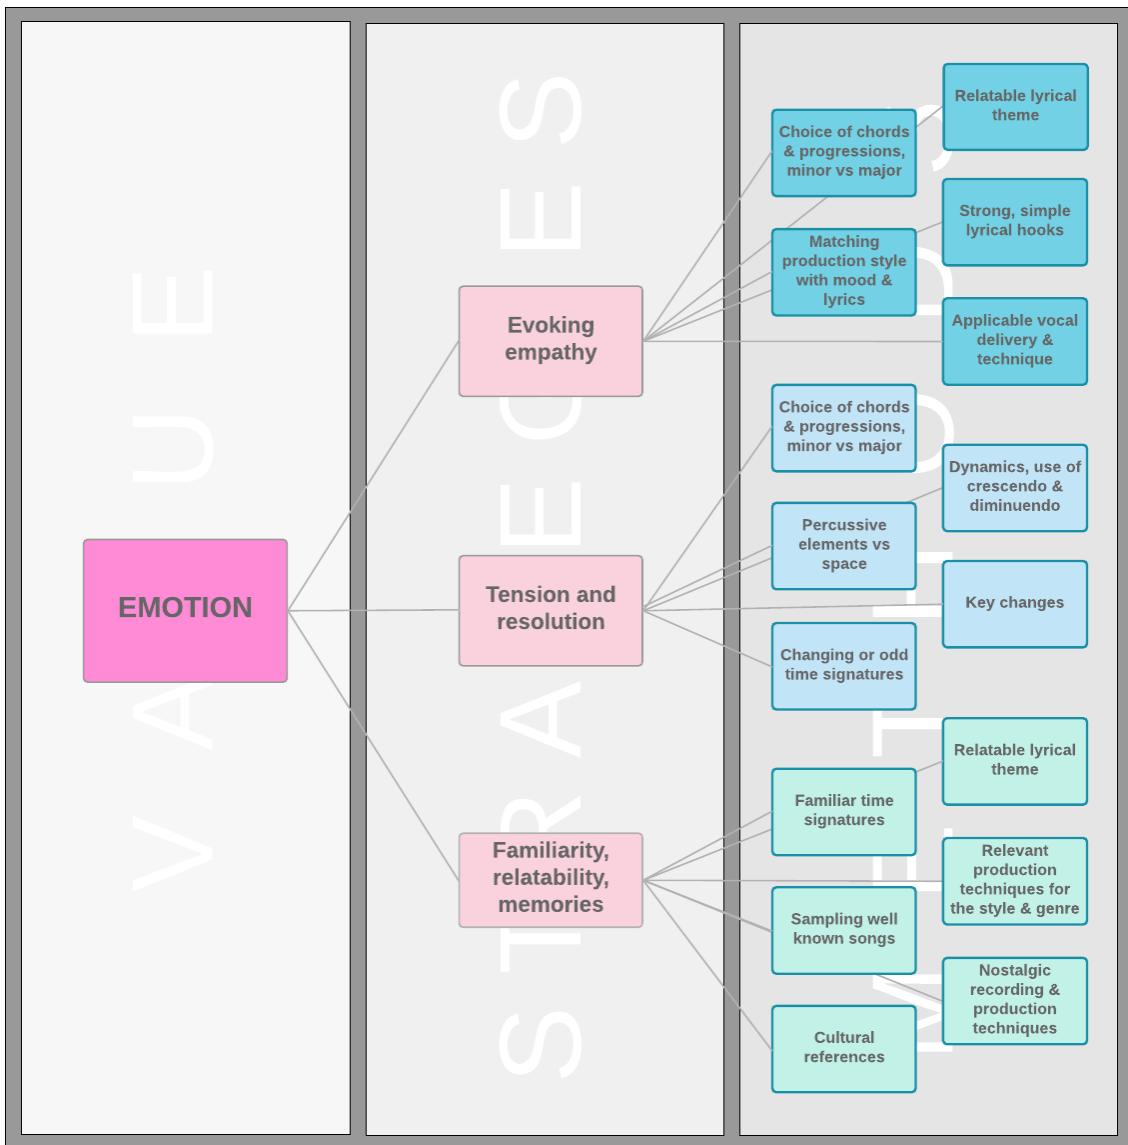 VALUE
STRATEGIES
METHODS
EMOTION
Evoking
empathy
Tension and
resolution
Familiarity,
relatability,
memories
Relatable lyrical
theme
Choice of chords
& progressions,
minor vs major
Strong, simple
lyrical hooks
Matching
production style
with mood &
lyrics
Applicable vocal
delivery &
technique
Choice of chords
& progressions,
minor vs major
Dynamics, use of
crescendo &
diminuendo
Percussive
elements vs
space
Key changes
Changing or odd
time signatures
Relatable lyrical
theme
Familiar time
signatures
Relevant
production
techniques for
the style & genre
Sampling well
known songs
Nostalgic
recording &
production
techniques
Cultural
references